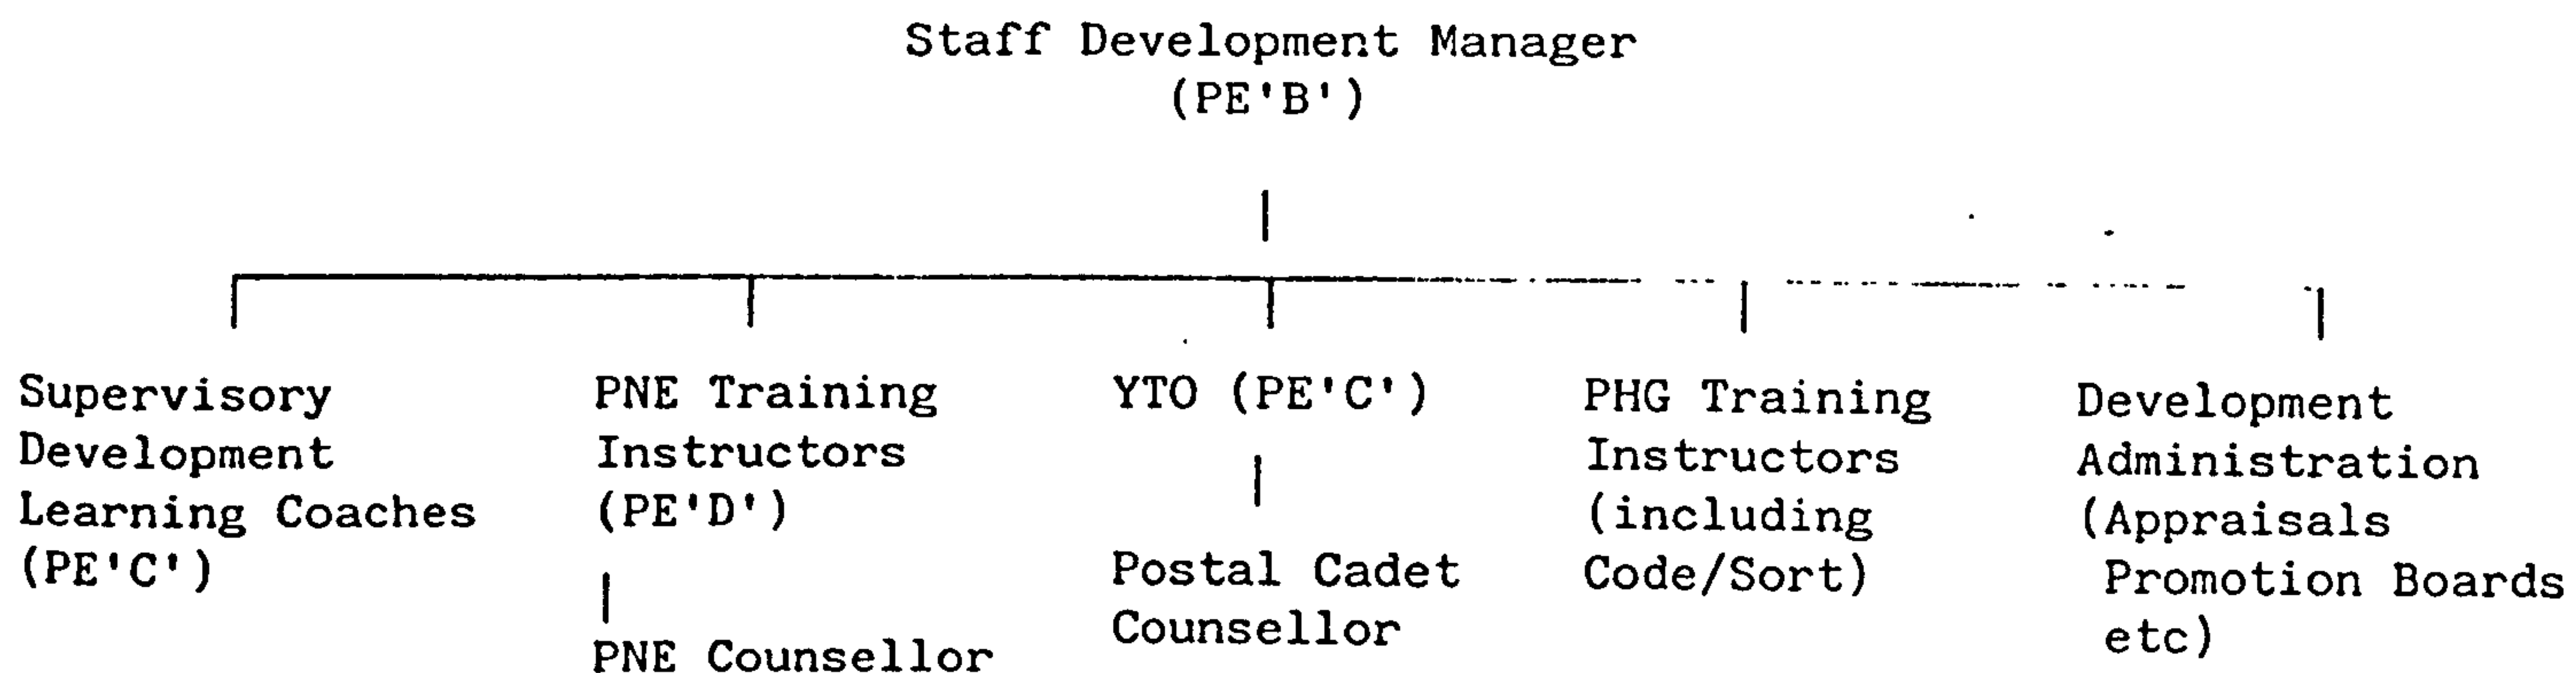 Staff Development Manager
(PE'B')
Supervisory
Development
Learning Coaches
(PE'C')
PNE Training
Instructors
(PE'D')
PNE Counsellor
YTO (PE'C')
Postal Cadet
Counsellor
PHG Training
Instructors
(including
Code/Sort)
Development
Administration
(Appraisals
Promotion Boards
etc)